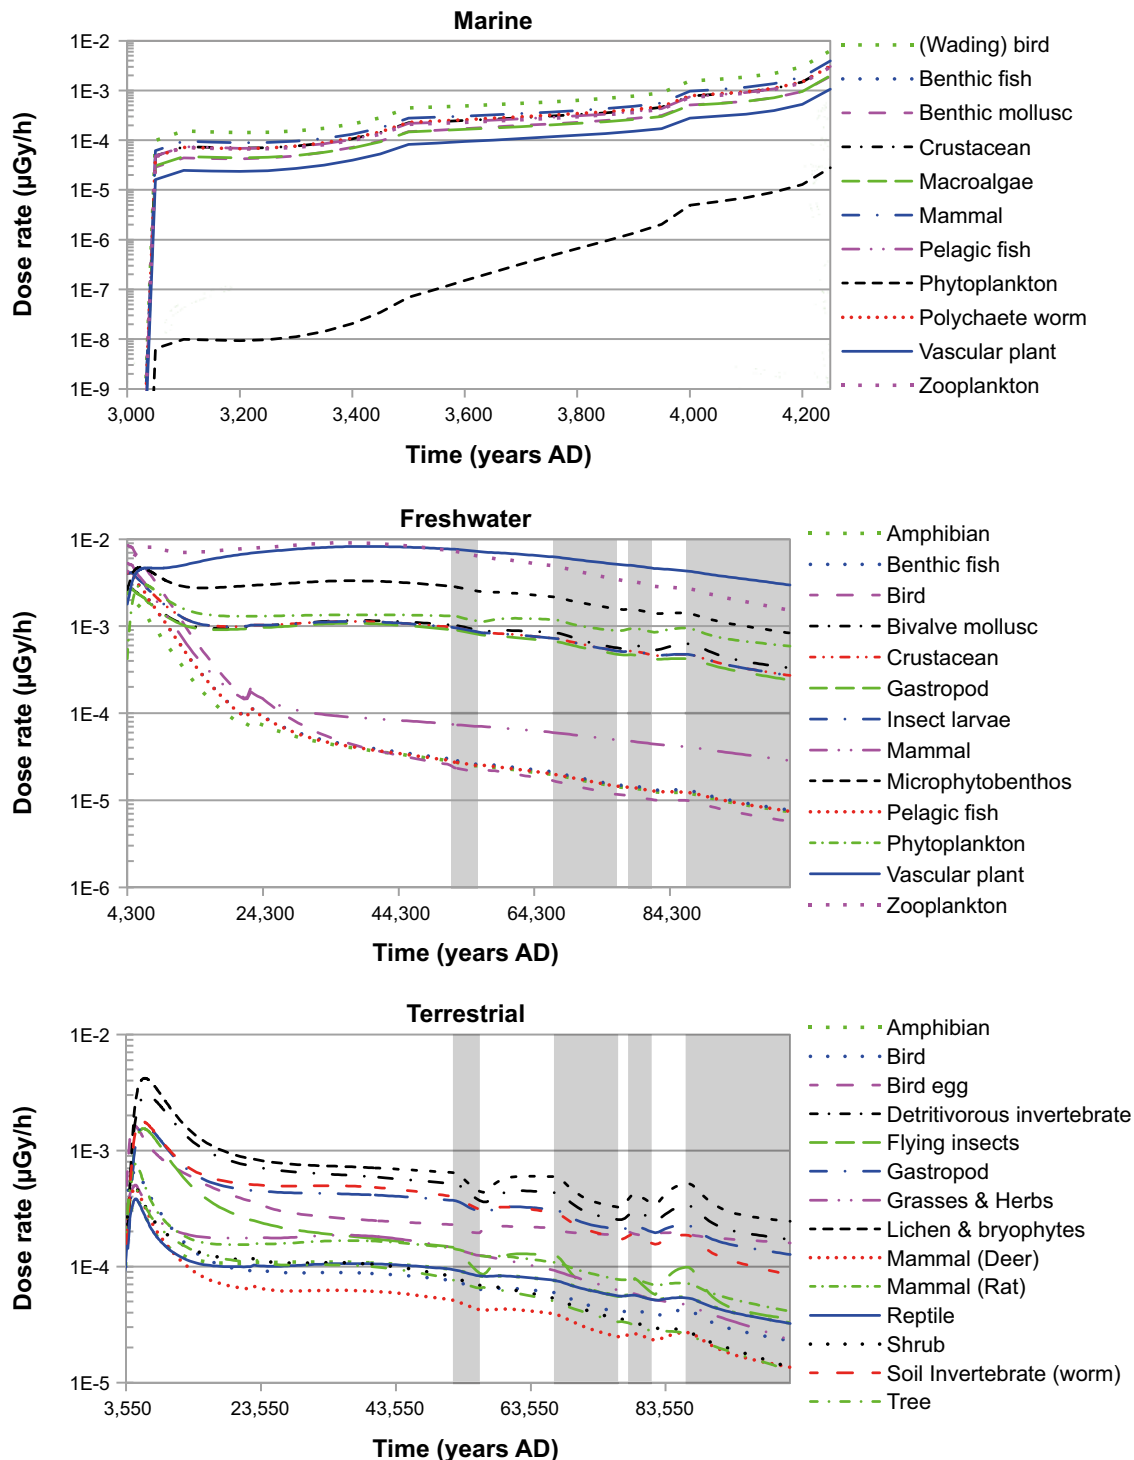 Marine
Dose rate (µGy/h)
1E–2
1E–3
1E–4
1E–5
1E–6
1E–7
1E–8
1E–9
3,000 3,200 3,400 3,600 3,800 4,000 4,200
Time (years AD)
(Wading) bird
Benthic fish
Benthic mollusc
Crustacean
Macroalgae
Mammal
Pelagic fish
Phytoplankton
Polychaete worm
Vascular plant
Zooplankton
Freshwater
Dose rate (µGy/h)
1E–2
1E–3
1E–4
1E–5
1E–6
4,300 24,300 44,300 64,300 84,300
Time (years AD)
Amphibian
Benthic fish
Bird
Bivalve mollusc
Crustacean
Gastropod
Insect larvae
Mammal
Microphytobenthos
Pelagic fish
Phytoplankton
Vascular plant
Zooplankton
Terrestrial
Dose rate (µGy/h)
1E–2
1E–3
1E–4
1E–5
3,550 23,550 43,550 63,550 83,550
Time (years AD)
Amphibian
Bird
Bird egg
Detritivorous invertebrate
Flying insects
Gastropod
Grasses & Herbs
Lichen & bryophytes
Mammal (Deer)
Mammal (Rat)
Reptile
Shrub
Soil Invertebrate (worm)
Tree